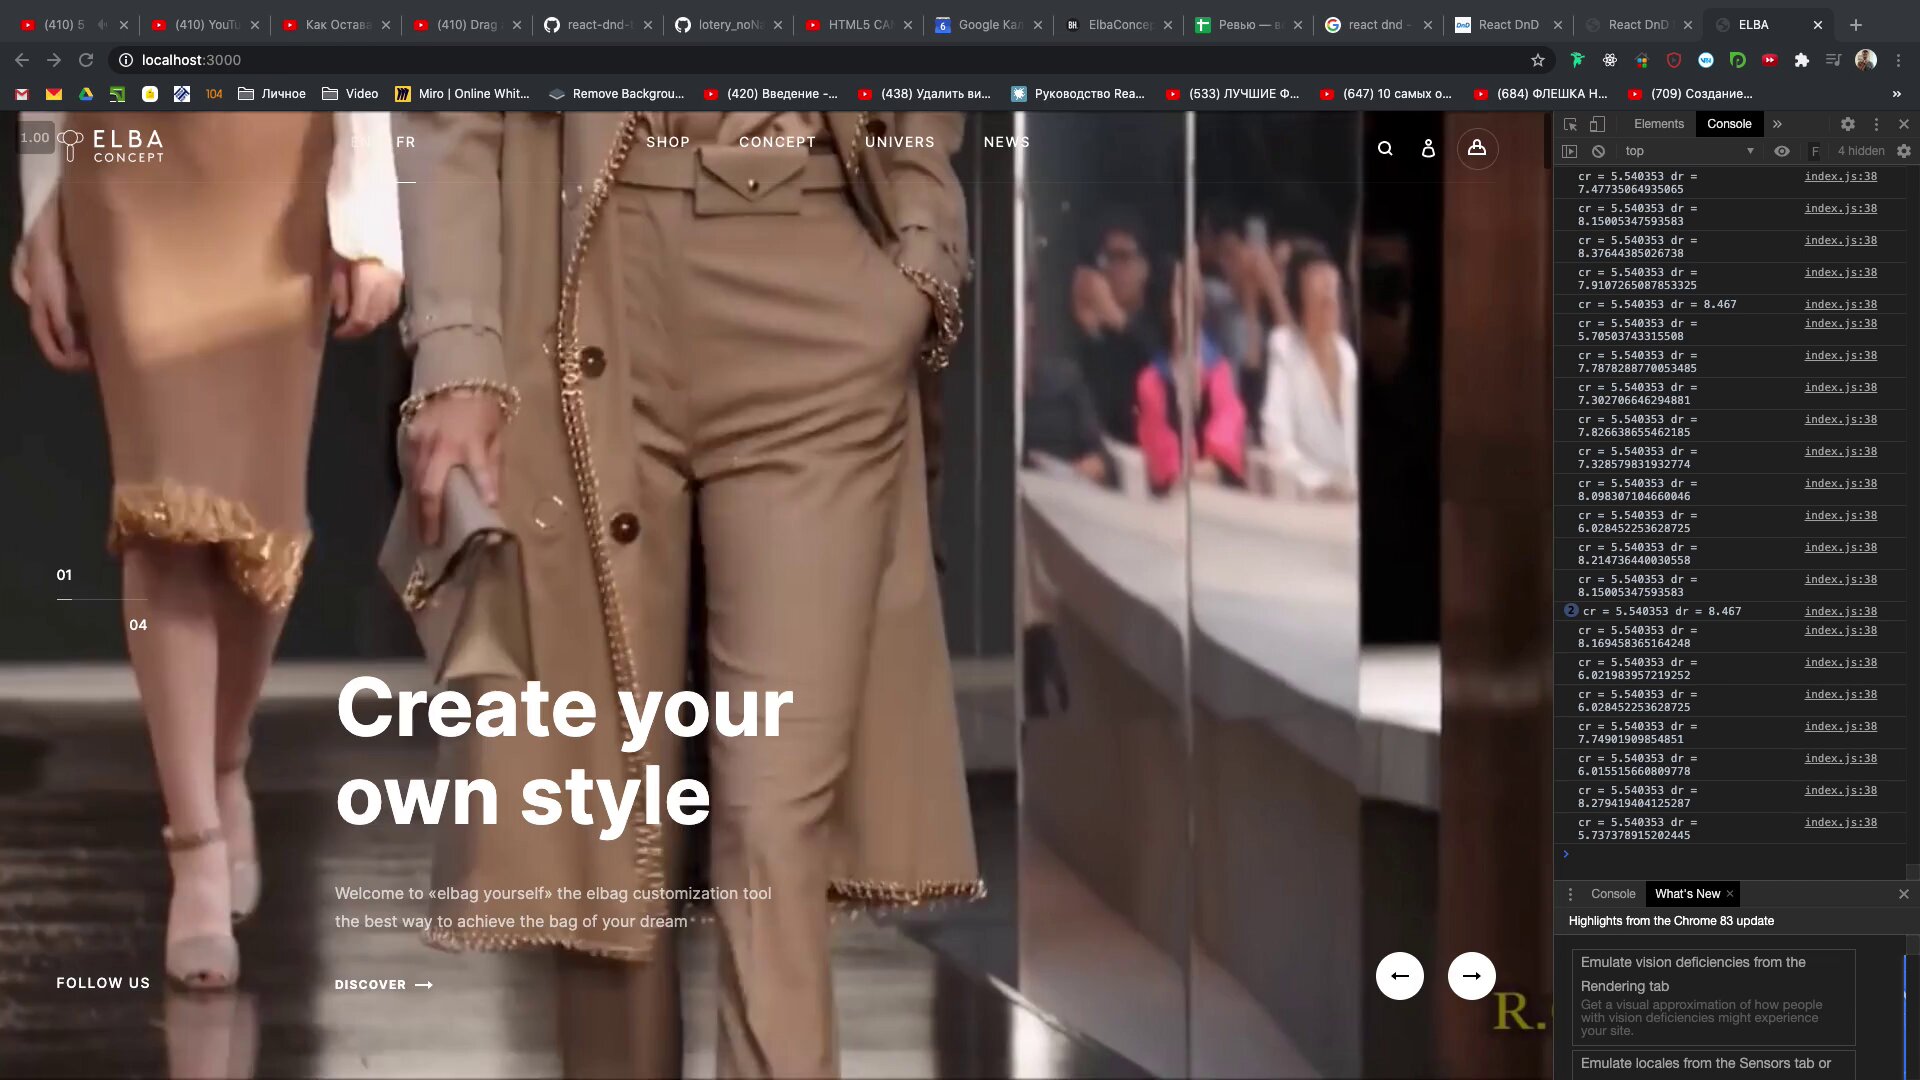 (410) 5
(410) YouTu
Как Остава
(410) Drag
react-dnd-t
lotery_noNa
HTML5 CAN
Google Кал
ElbaConcep
Ревью — в
react dnd -
React DnD
React DnD
ELBA
localhost:3000
104
Личное
Video
Miro | Online Whit...
Remove Backgrou...
(420) Введение -...
(438) Удалить ви...
Руководство Rea...
(533) ЛУЧШИЕ Ф...
(647) 10 самых о...
(684) ФЛЕШКА Н...
(709) Создание...
»
1.00
ELBA
CONCEPT
EN
FR
SHOP
CONCEPT
UNIVERS
NEWS
01
04
Create your
own style
Welcome to «elbag yourself» the elbag customization tool
the best way to achieve the bag of your dream
DISCOVER
FOLLOW US
R.
Elements
Console
»
top
F
4 hidden
cr = 5.540353 dr = index.js:38
7.47735064935065
cr = 5.540353 dr = index.js:38
8.15005347593583
cr = 5.540353 dr = index.js:38
8.37644385026738
cr = 5.540353 dr = index.js:38
7.9107265087853325
cr = 5.540353 dr = 8.467 index.js:38
cr = 5.540353 dr = index.js:38
5.70503743315508
cr = 5.540353 dr = index.js:38
7.7878288770053485
cr = 5.540353 dr = index.js:38
7.302706646294881
cr = 5.540353 dr = index.js:38
7.826638655462185
cr = 5.540353 dr = index.js:38
7.328579831932774
cr = 5.540353 dr = index.js:38
8.098307104660046
cr = 5.540353 dr = index.js:38
6.028452253628725
cr = 5.540353 dr = index.js:38
8.214736440030558
cr = 5.540353 dr = index.js:38
8.15005347593583
2 cr = 5.540353 dr = 8.467 index.js:38
cr = 5.540353 dr = index.js:38
8.169458365164248
cr = 5.540353 dr = index.js:38
6.021983957219252
cr = 5.540353 dr = index.js:38
6.028452253628725
cr = 5.540353 dr = index.js:38
7.74901909854851
cr = 5.540353 dr = index.js:38
6.015515660809778
cr = 5.540353 dr = index.js:38
8.279419404125287
cr = 5.540353 dr = index.js:38
5.737378915202445
Console
What's New
Highlights from the Chrome 83 update
Emulate vision deficiencies from the
Rendering tab
Get a visual approximation of how people
with vision deficiencies might experience
your site.
Emulate locales from the Sensors tab or